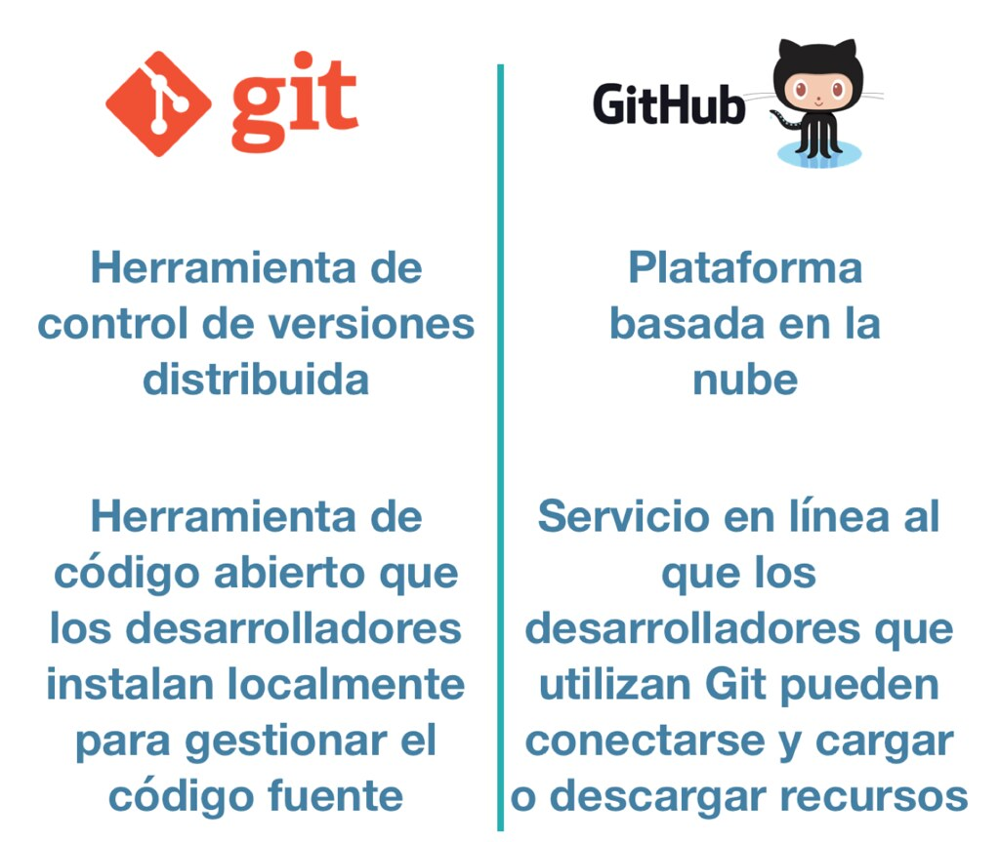 git
Herramienta de
control de versiones
distribuida
Herramienta de
código abierto que
los desarrolladores
instalan localmente
para gestionar el
código fuente
GitHub
Plataforma
basada en la
nube
Servicio en línea al
que los
desarrolladores que
utilizan Git pueden
conectarse y cargar
o descargar recursos